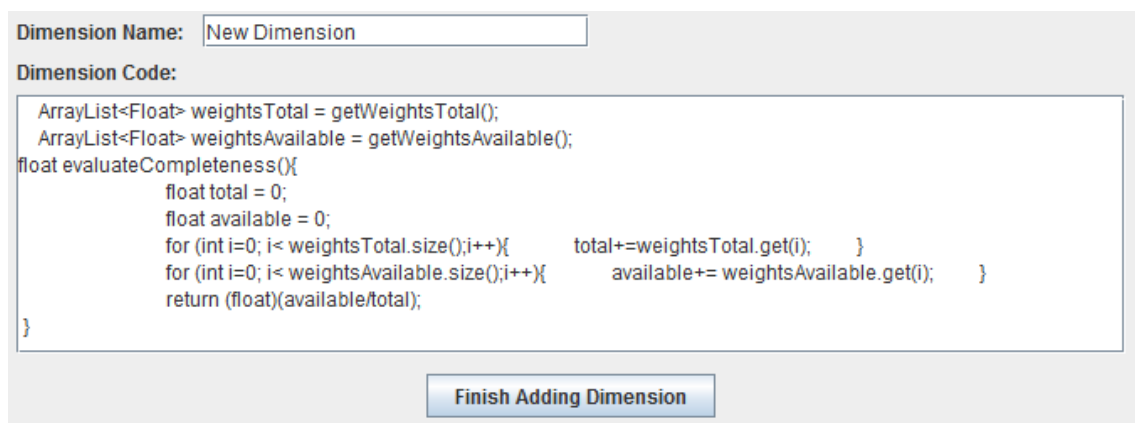 Dimension Name: New Dimension
Dimension Code:
ArrayList<Float> weightsTotal = getWeightsTotal();
ArrayList<Float> weightsAvailable = getWeightsAvailable();
float evaluateCompleteness(){
float total = 0;
float available = 0;
for (int i=0; i< weightsTotal.size();i++){ total+=weightsTotal.get(i); }
for (int i=0; i< weightsAvailable.size();i++){ available+= weightsAvailable.get(i); }
return (float)(available/total);
}
Finish Adding Dimension